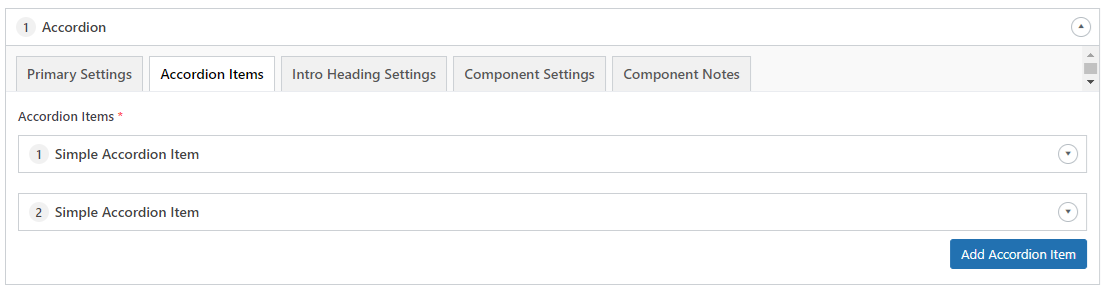 1 Accordion
Primary Settings Accordion Items Intro Heading Settings Component Settings Component Notes
Accordion Items *
1 Simple Accordion Item
2 Simple Accordion Item
Add Accordion Item